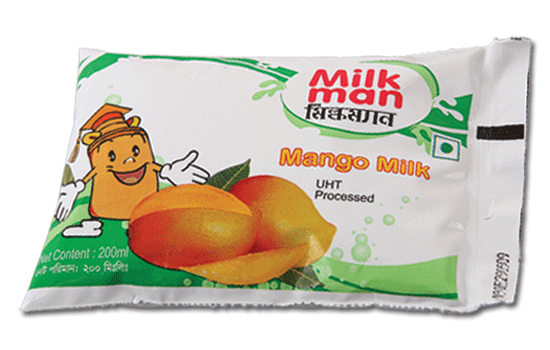 Milk
man
মিল্কম্যান
Mango Milk
UHT
Processed
Net Content : 200ml
নেট পরিমান: ২০০ মিঃলিঃ